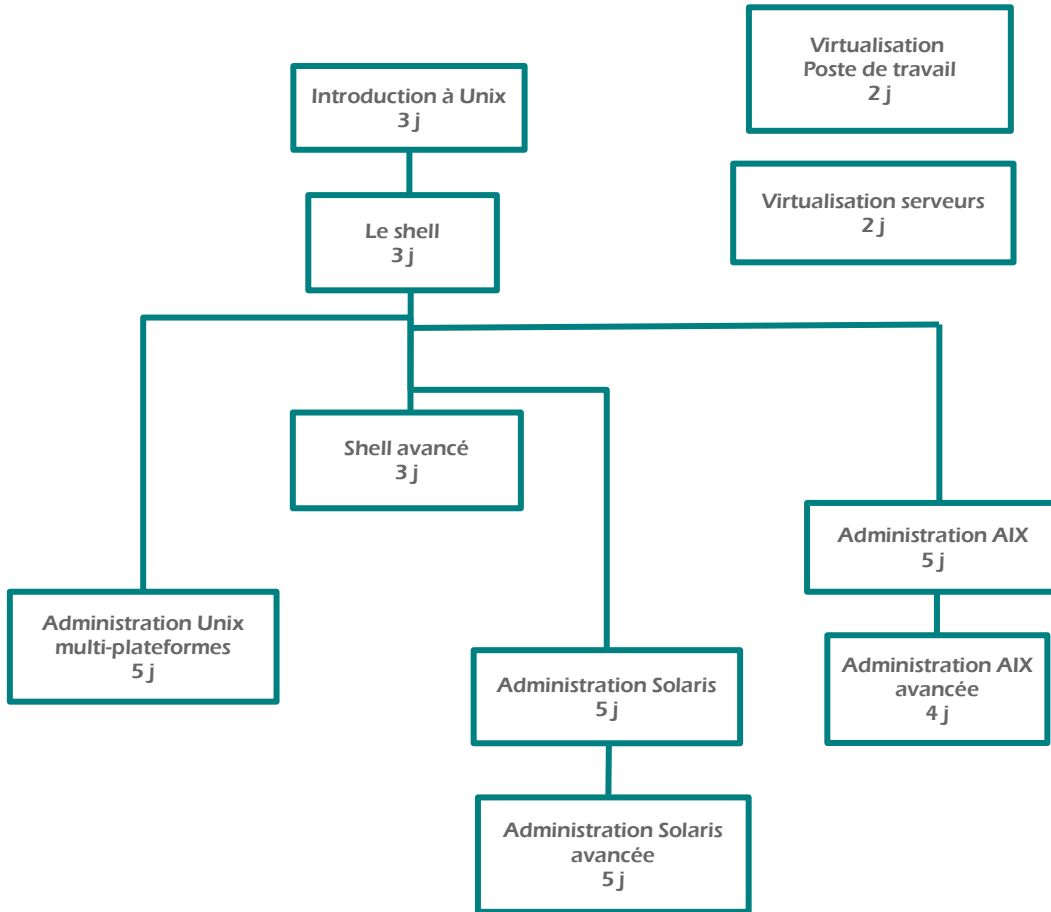 Virtualisation
Poste de travail
2 j
Introduction à Unix
3 j
Virtualisation serveurs
2 j
Le shell
3 j
Shell avancé
3 j
Administration AIX
5 j
Administration Unix
multi-plateformes
5 j
Administration AIX
avancée
4 j
Administration Solaris
5 j
Administration Solaris
avancée
5 j